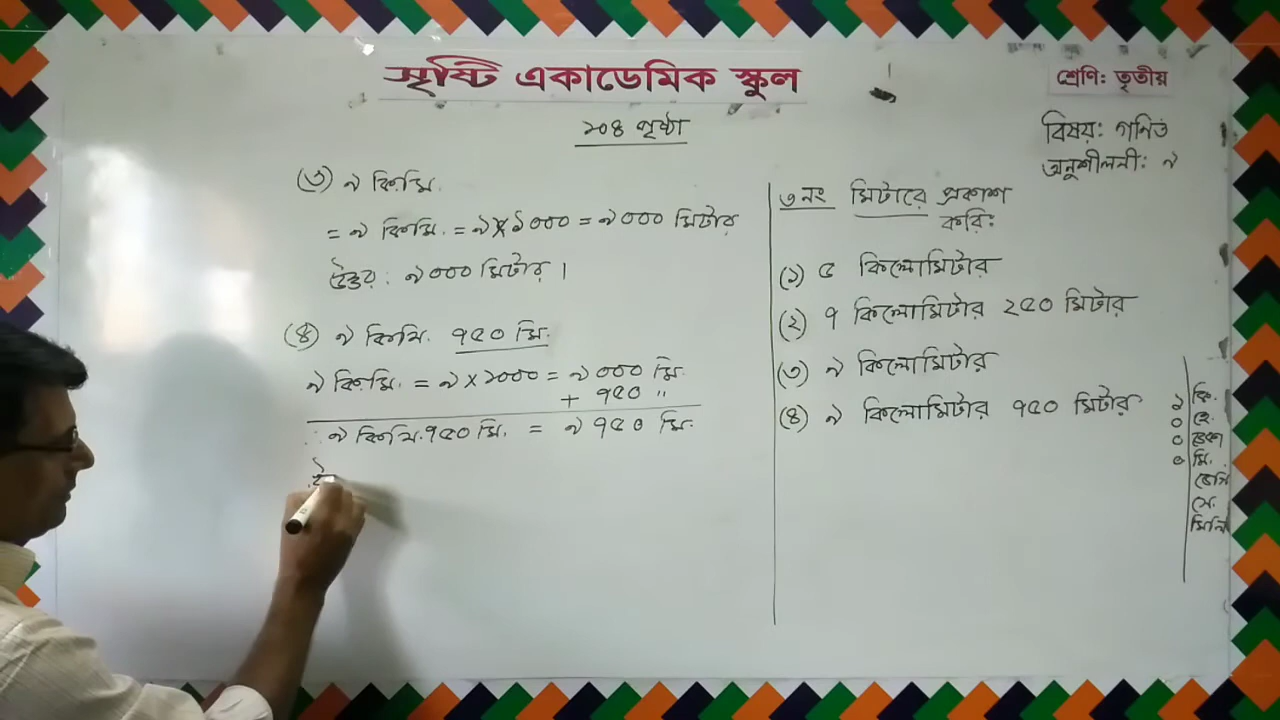 সৃষ্টি একাডেমিক স্কুল
শ্রেণি: তৃতীয়
বিষয়: গনিত
অনুশীলনী: ৯
১০৪ পৃষ্ঠা
(৩) ৯ কি.মি.
= ৯ কি.মি. = ৯×১০০০ = ৯০০০ মিটার
উত্তর: ৯০০০ মিটার।
(৪) ৯ কি.মি. ৭৫০ মি.
৯ কি.মি. = ৯ × ১০০০ = ৯০০০ মি.
+ ৭৫০ "
∴ ৯ কি.মি. ৭৫০ মি. = ৯৭৫০ মি.
উ
৩নং মিটারে প্রকাশ
করি:
(১) ৫ কিলোমিটার
(২) ৭ কিলোমিটার ২৫০ মিটার
(৩) ৯ কিলোমিটার
(৪) ৯ কিলোমিটার ৭৫০ মিটার
১ কি.
০ হে.
০ ডেকা
০ মি.
ডেসি
সে.
মিলি